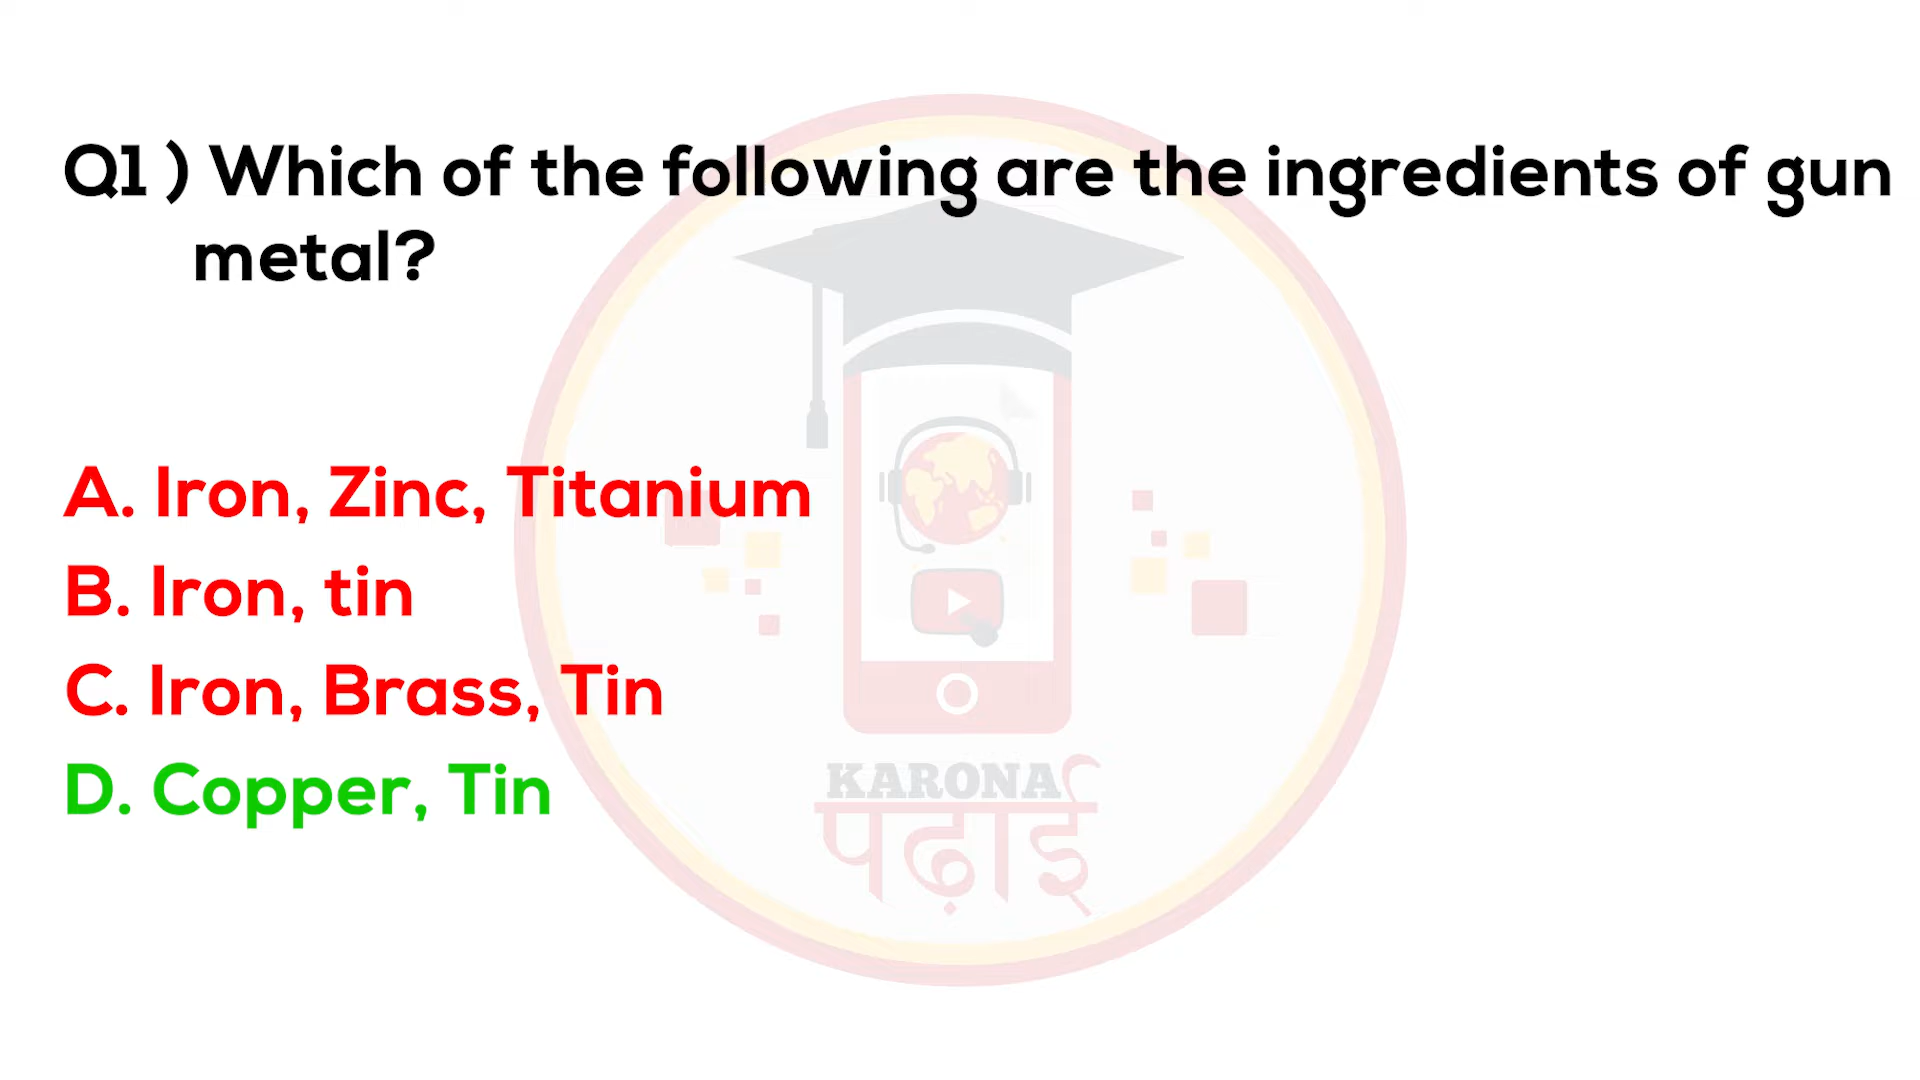 Q1 ) Which of the following are the ingredients of gun
metal?
A. Iron, Zinc, Titanium
B. Iron, tin
C. Iron, Brass, Tin
D. Copper, Tin
KARONA
पढ़ाई